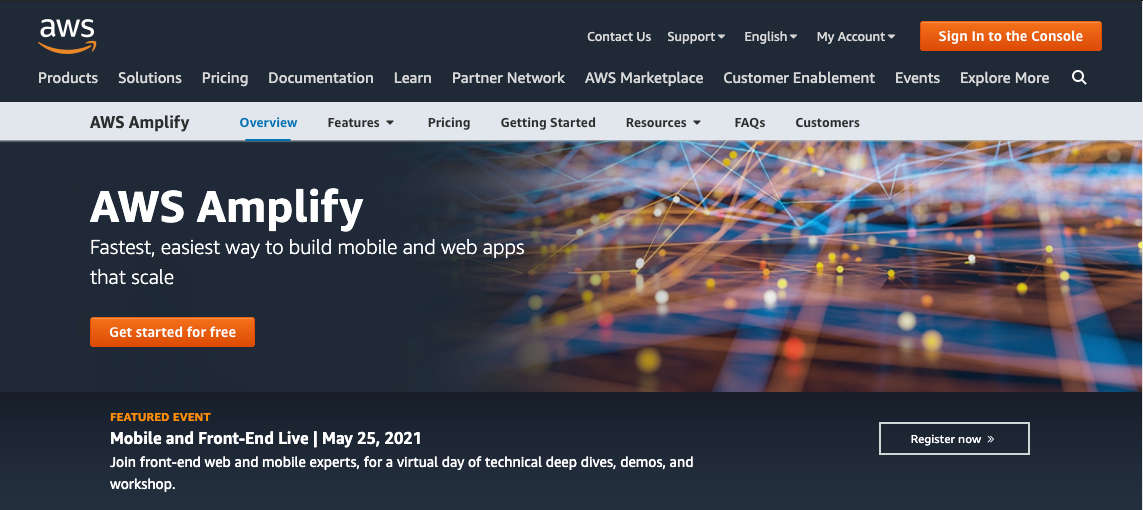 aws
Contact Us Support English My Account Sign In to the Console
Products Solutions Pricing Documentation Learn Partner Network AWS Marketplace Customer Enablement Events Explore More
AWS Amplify Overview Features Pricing Getting Started Resources FAQs Customers
AWS Amplify
Fastest, easiest way to build mobile and web apps
that scale
Get started for free
FEATURED EVENT
Mobile and Front-End Live | May 25, 2021
Join front-end web and mobile experts, for a virtual day of technical deep dives, demos, and
workshop.
Register now »